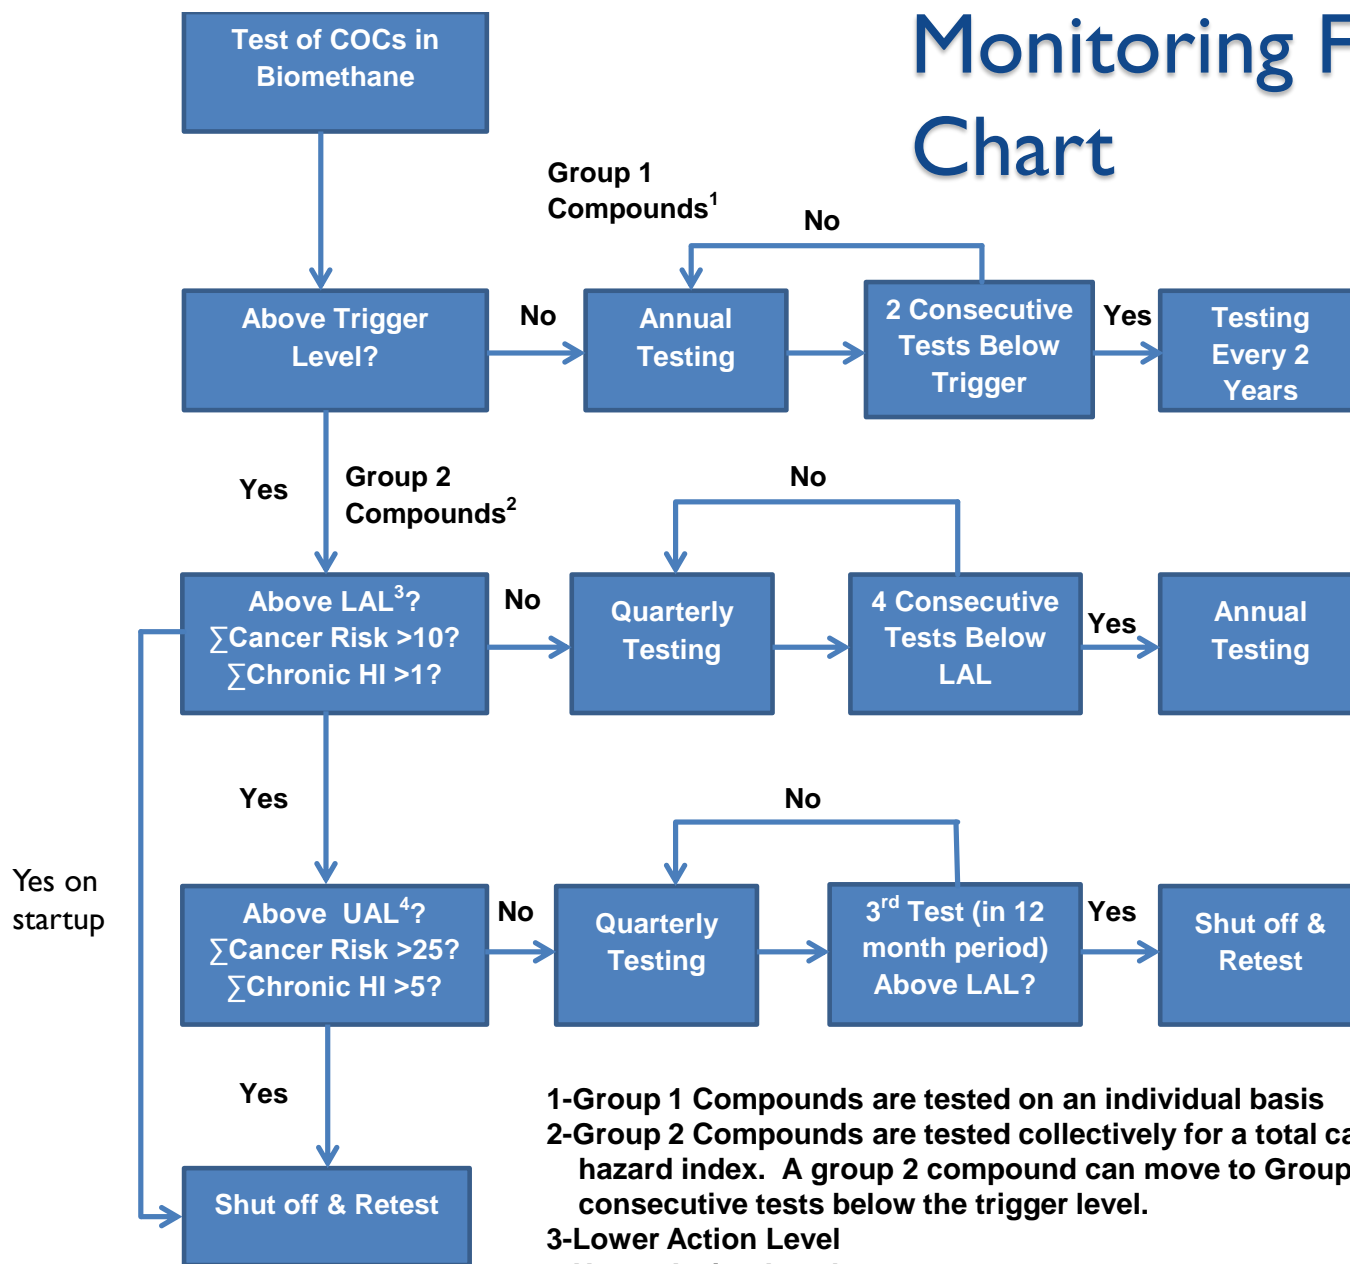 Monitoring F
Chart
Test of COCs in
Biomethane
Group 1
Compounds1
No
Above Trigger
Level?
No
Annual
Testing
2 Consecutive
Tests Below
Trigger
Yes
Testing
Every 2
Years
Yes
Group 2
Compounds2
No
Above LAL3?
∑Cancer Risk >10?
∑Chronic HI >1?
No
Quarterly
Testing
4 Consecutive
Tests Below
LAL
Yes
Annual
Testing
Yes
No
Yes on
startup
Above UAL4?
∑Cancer Risk >25?
∑Chronic HI >5?
No
Quarterly
Testing
3rd Test (in 12
month period)
Above LAL?
Yes
Shut off &
Retest
Yes
Shut off & Retest
1-Group 1 Compounds are tested on an individual basis
2-Group 2 Compounds are tested collectively for a total ca
hazard index. A group 2 compound can move to Group
consecutive tests below the trigger level.
3-Lower Action Level